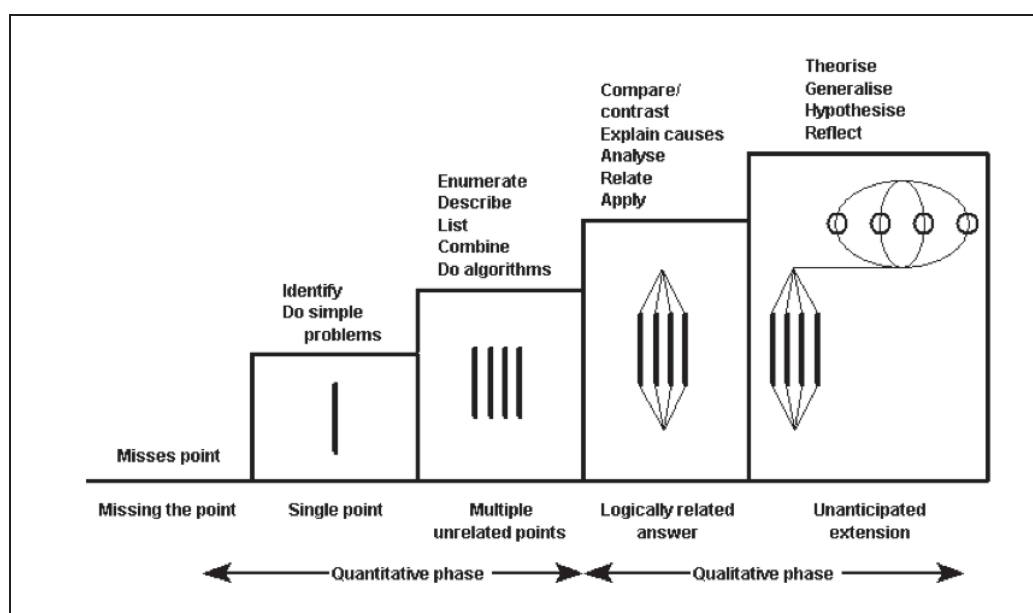 Theorise
Generalise
Hypothesise
Reflect
Compare/
contrast
Explain causes
Analyse
Relate
Apply
Enumerate
Describe
List
Combine
Do algorithms
Identify
Do simple
problems
Misses point
Missing the point
Single point
Multiple
unrelated points
Logically related
answer
Unanticipated
extension
Quantitative phase
Qualitative phase